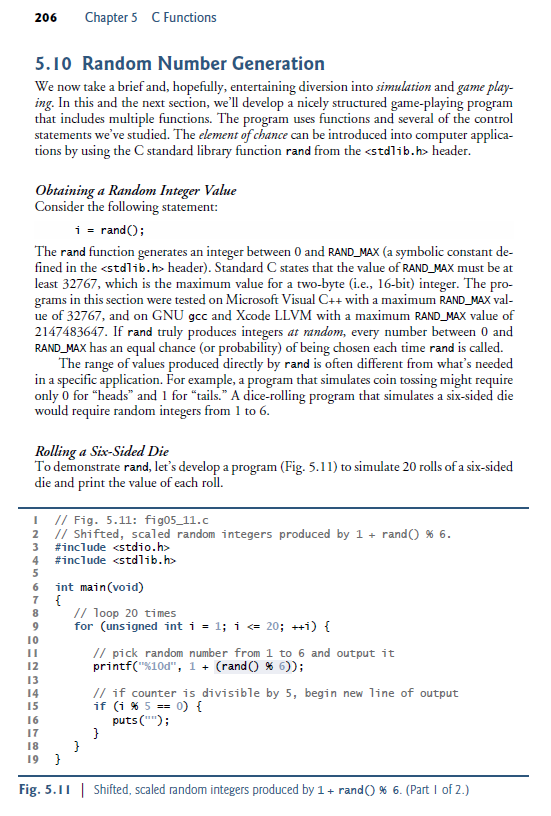 206 Chapter 5 C Functions
5.10 Random Number Generation
We now take a brief and, hopefully, entertaining diversion into simulation and game play-
ing. In this and the next section, we'll develop a nicely structured game-playing program
that includes multiple functions. The program uses functions and several of the control
statements we've studied. The element of chance can be introduced into computer applica-
tions by using the C standard library function rand from the <stdlib.h> header.
Obtaining a Random Integer Value
Consider the following statement:
i = rand();
The rand function generates an integer between 0 and RAND_MAX (a symbolic constant de-
fined in the <stdlib.h> header). Standard C states that the value of RAND_MAX must be at
least 32767, which is the maximum value for a two-byte (i.e., 16-bit) integer. The pro-
grams in this section were tested on Microsoft Visual C++ with a maximum RAND_MAX val-
ue of 32767, and on GNU gcc and Xcode LLVM with a maximum RAND_MAX value of
2147483647. If rand truly produces integers at random, every number between 0 and
RAND_MAX has an equal chance (or probability) of being chosen each time rand is called.
The range of values produced directly by rand is often different from what's needed
in a specific application. For example, a program that simulates coin tossing might require
only 0 for "heads" and 1 for "tails." A dice-rolling program that simulates a six-sided die
would require random integers from 1 to 6.
Rolling a Six-Sided Die
To demonstrate rand, let's develop a program (Fig. 5.11) to simulate 20 rolls of a six-sided
die and print the value of each roll.
1 // Fig. 5.11: fig05_11.c
2 // Shifted, scaled random integers produced by 1 + rand() % 6.
3 #include <stdio.h>
4 #include <stdlib.h>
5
6 int main(void)
7 {
8 // loop 20 times
9 for (unsigned int i = 1; i <= 20; ++i) {
10
11 // pick random number from 1 to 6 and output it
12 printf("%10d", 1 + (rand() % 6));
13
14 // if counter is divisible by 5, begin new line of output
15 if (i % 5 == 0) {
16 puts("");
17 }
18 }
19 }
Fig. 5.11 | Shifted, scaled random integers produced by 1 + rand() % 6. (Part 1 of 2.)